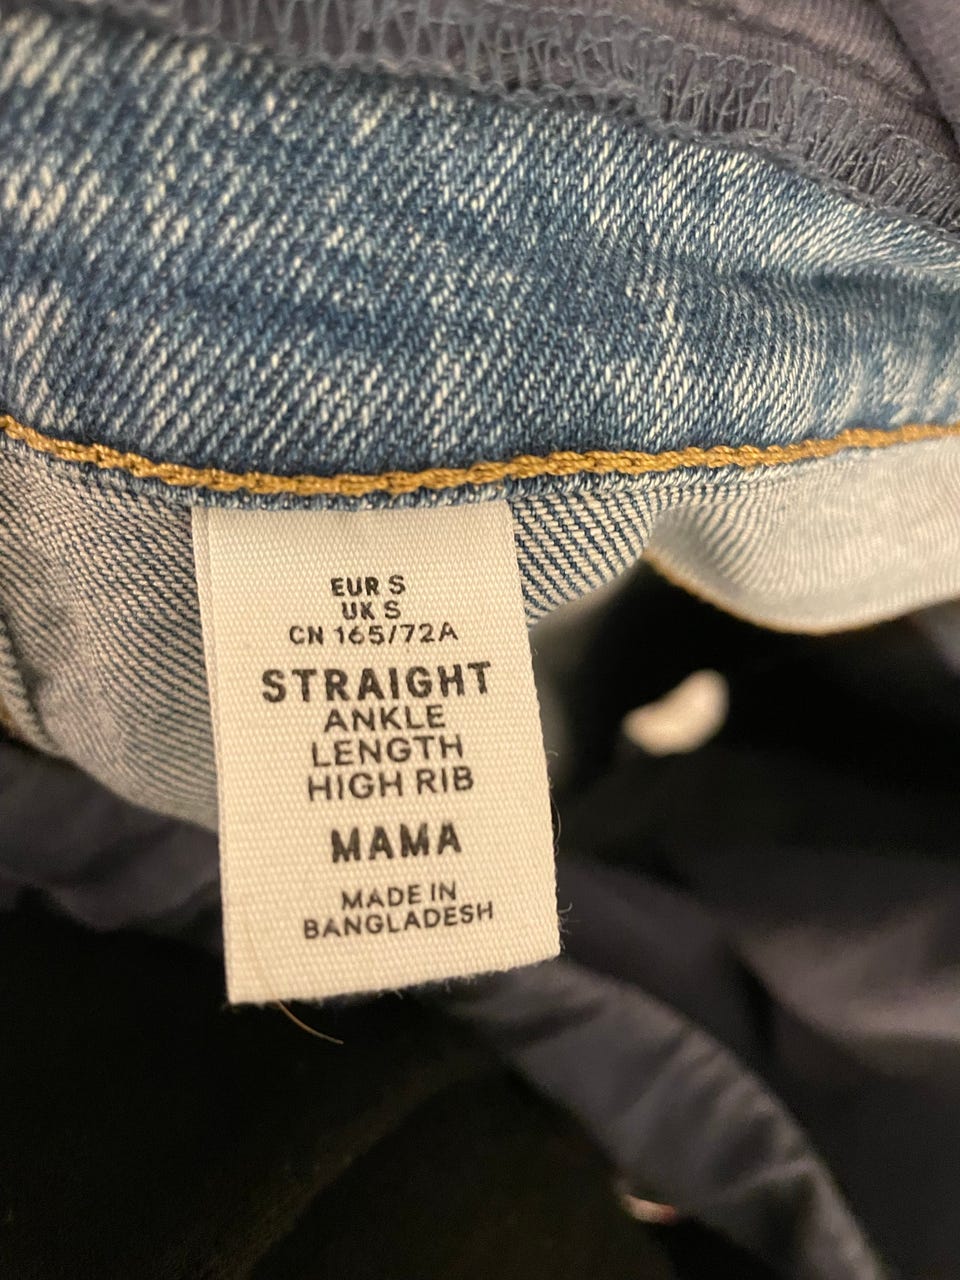 EUR S
UK S
CN 165/72A
STRAIGHT
ANKLE
LENGTH
HIGH RIB
MAMA
MADE IN
BANGLADESH